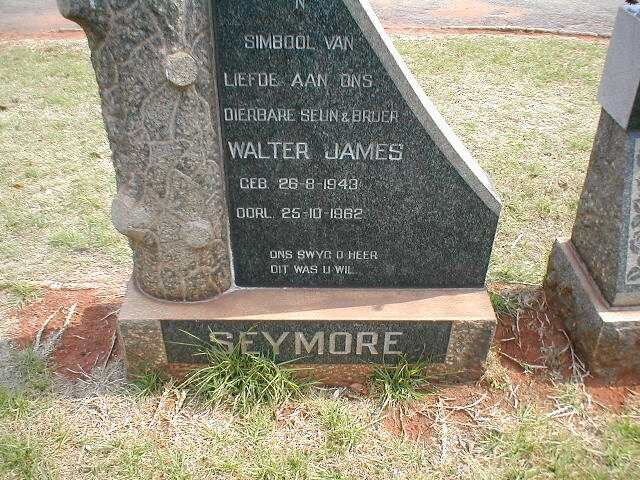 'N
SIMBOOL VAN
LIEFDE AAN ONS
DIERBARE SEUN & BROER
WALTER JAMES
GEB. 26-8-1943
OORL. 25-10-1962
ONS SWYG O HEER
DIT WAS U WIL
SEYMORE